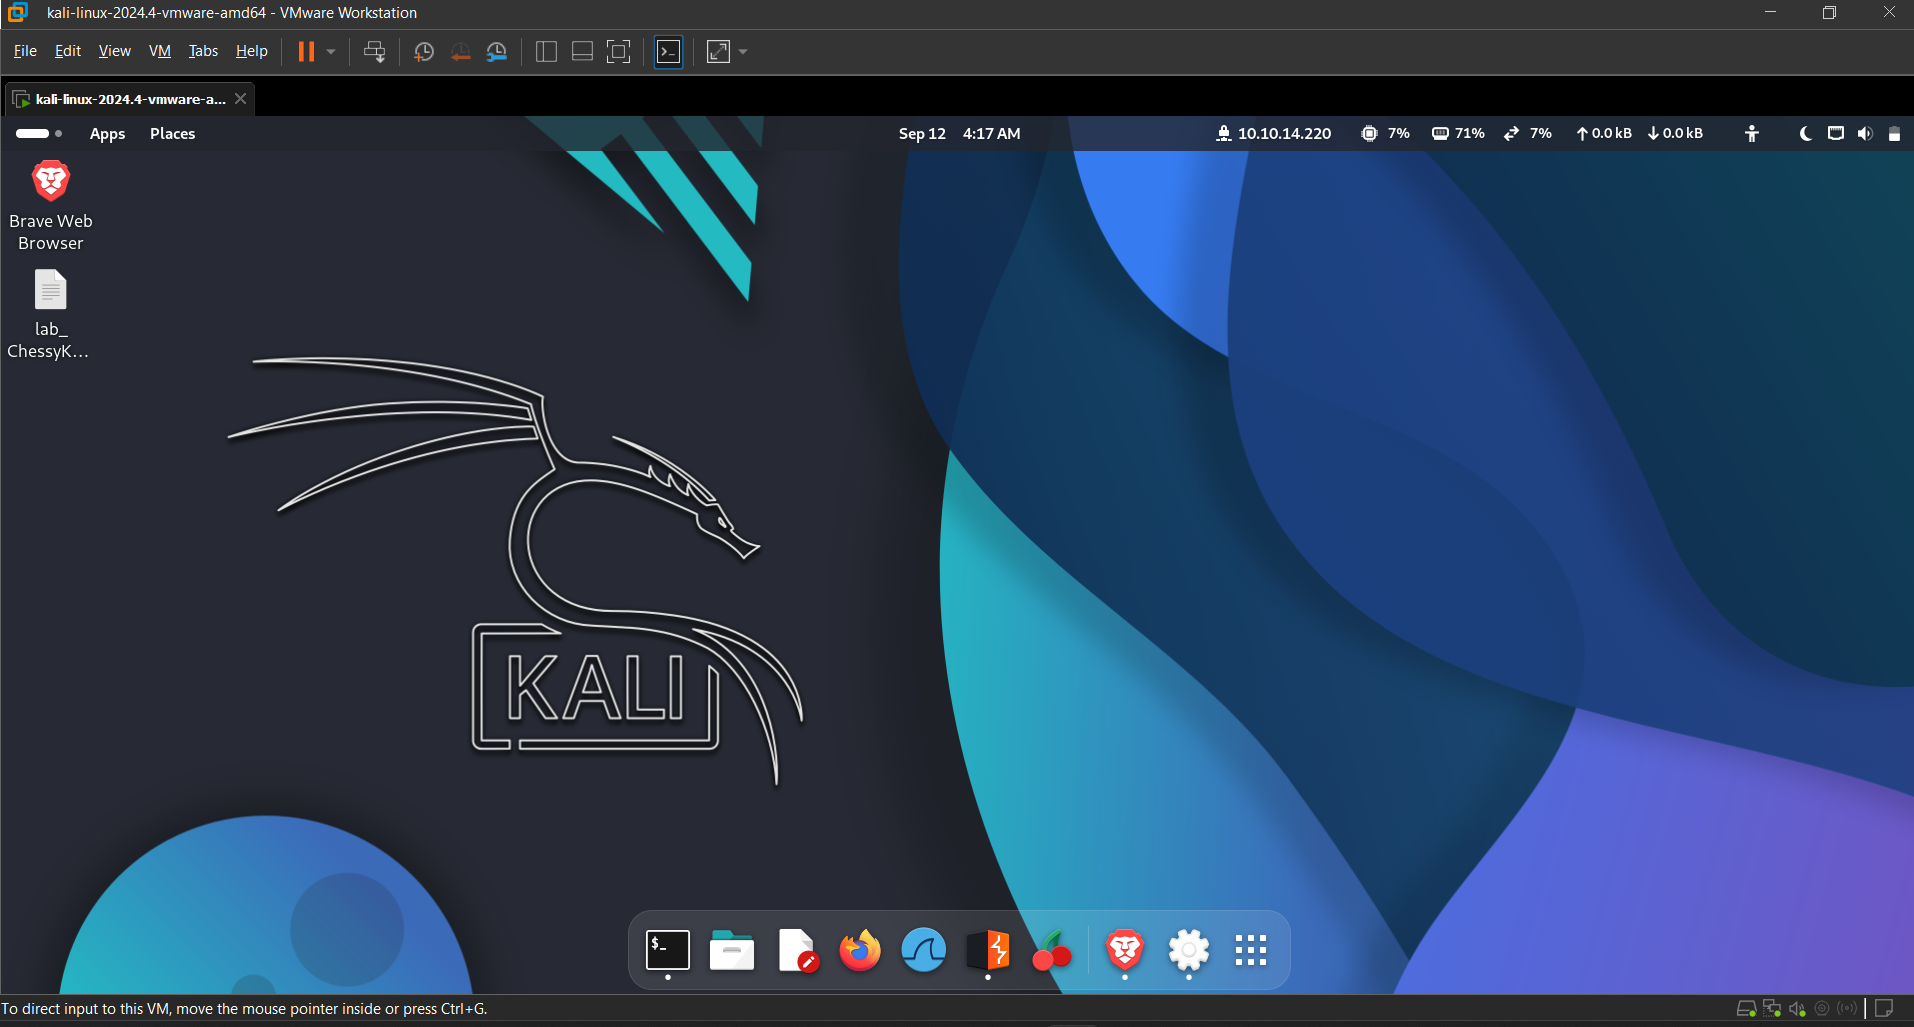 kali-linux-2024.4-vmware-amd64 - VMware Workstation
File Edit View VM Tabs Help
kali-linux-2024.4-vmware-a...
Apps Places Sep 12 4:17 AM 10.10.14.220 7% 71% 7% 0.0 kB 0.0 kB
Brave Web
Browser
lab_
ChessyK...
KALI
$_
To direct input to this VM, move the mouse pointer inside or press Ctrl+G.